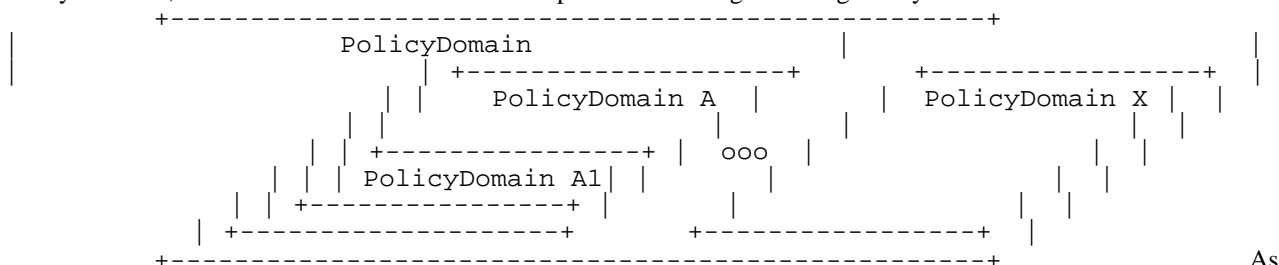 +---------------------------------------------------+
| PolicyDomain | |
| | +--------------------+ +-----------------+ |
| | PolicyDomain A | | PolicyDomain X | |
| | | | | |
| | +----------------+ | ooo | | |
| | | PolicyDomain A1| | | | |
| | +----------------+ | | | |
| +--------------------+ +-----------------+ |
+---------------------------------------------------+ As